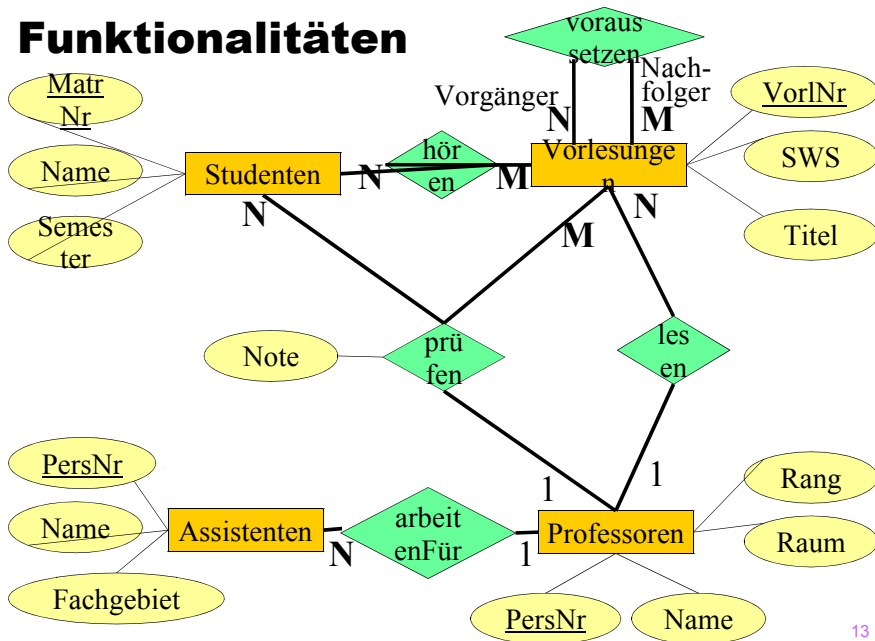 Funktionalitäten
voraus
setzen
Matr
Nr
Vorgänger
Nach-
folger
VorlNr
N
M
Name
Studenten
N
hör
en
M
Vorlesunge
n
SWS
Semes
ter
N
M
N
Titel
Note
prü
fen
les
en
PersNr
1
1
Rang
Name
Assistenten
N
arbeit
enFür
1
Professoren
Raum
Fachgebiet
PersNr
Name
13